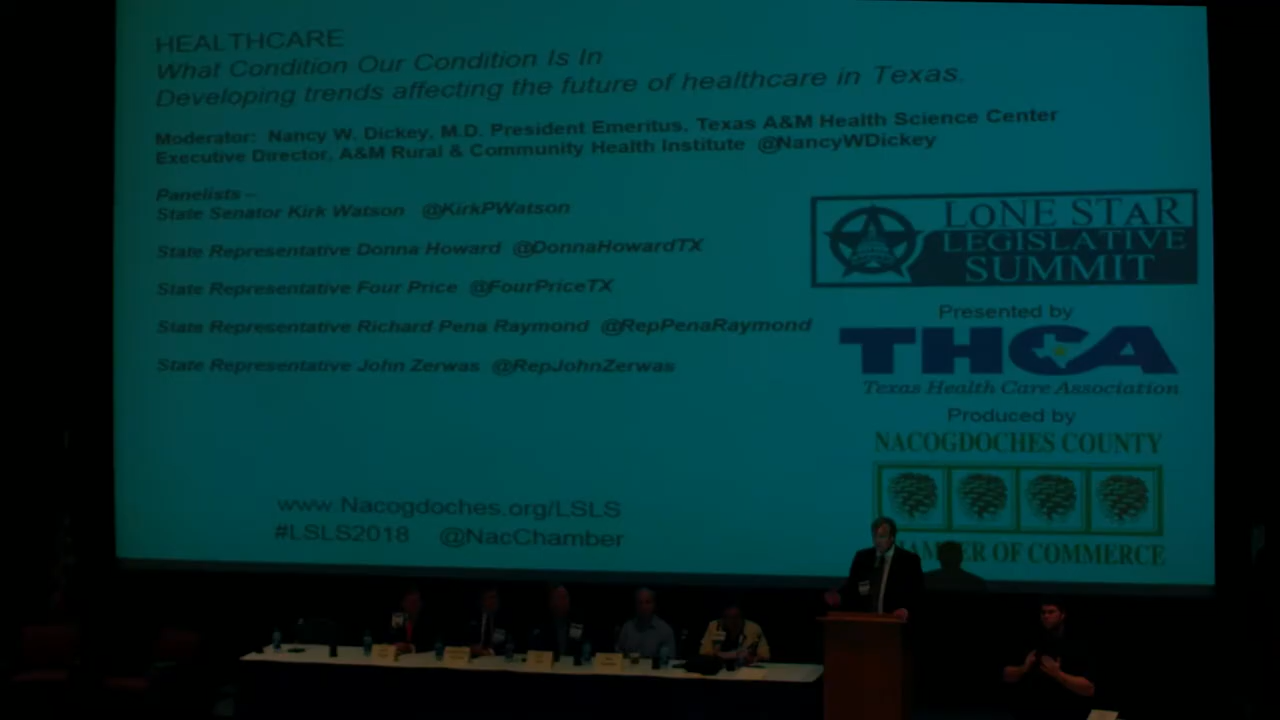 HEALTHCARE
What Condition Our Condition Is In
Developing trends affecting the future of healthcare in Texas.
Moderator: Nancy W. Dickey, M.D. President Emeritus, Texas A&M Health Science Center
Executive Director, A&M Rural & Community Health Institute @NancyWDickey
Panelists –
State Senator Kirk Watson @KirkPWatson
State Representative Donna Howard @DonnaHowardTX
State Representative Four Price @FourPriceTX
State Representative Richard Pena Raymond @RepPenaRaymond
State Representative John Zerwas @RepJohnZerwas
www.Nacogdoches.org/LSLS
#LSLS2018 @NacChamber
LONE STAR
LEGISLATIVE
SUMMIT
Presented by
THCA
Texas Health Care Association
Produced by
NACOGDOCHES COUNTY
OF COMMERCE